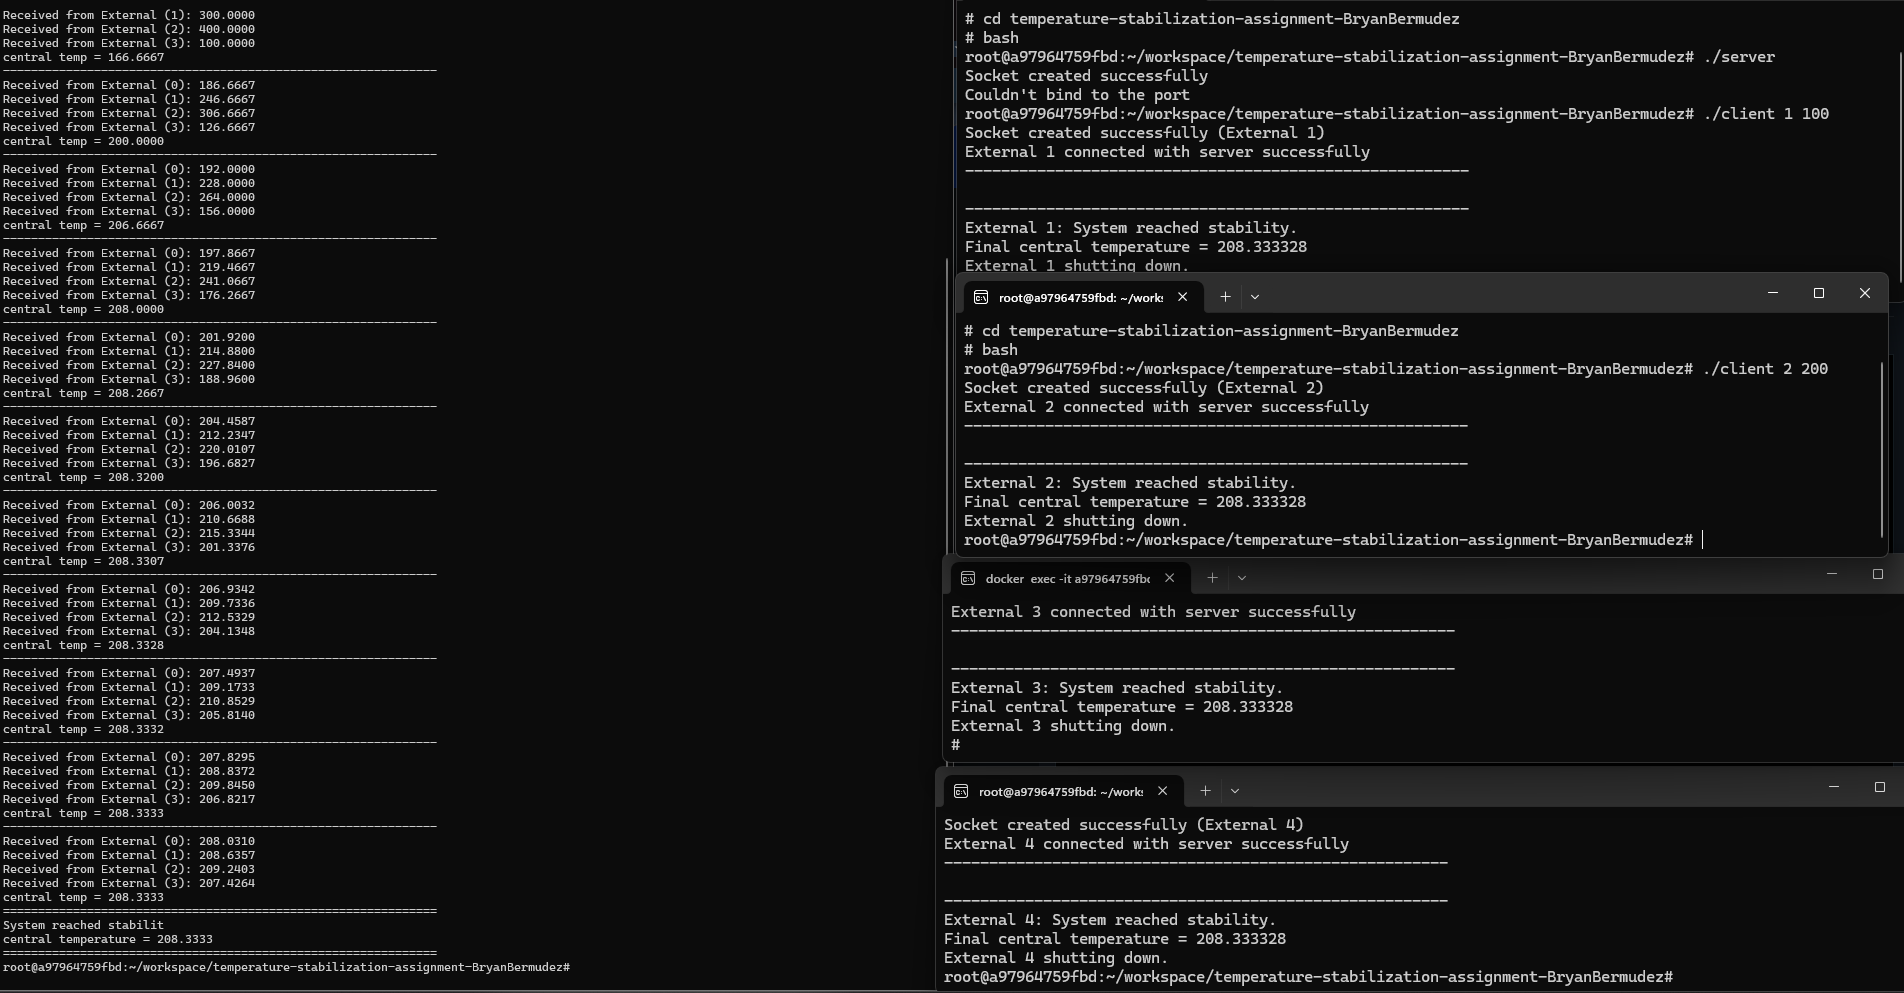 Received from External (1): 300.0000
Received from External (2): 400.0000
Received from External (3): 100.0000
central temp = 166.6667
--------------------------------------------------------------
Received from External (0): 186.6667
Received from External (1): 246.6667
Received from External (2): 306.6667
Received from External (3): 126.6667
central temp = 200.0000
--------------------------------------------------------------
Received from External (0): 192.0000
Received from External (1): 228.0000
Received from External (2): 264.0000
Received from External (3): 156.0000
central temp = 206.6667
--------------------------------------------------------------
Received from External (0): 197.8667
Received from External (1): 219.4667
Received from External (2): 241.0667
Received from External (3): 176.2667
central temp = 208.0000
--------------------------------------------------------------
Received from External (0): 201.9200
Received from External (1): 214.8800
Received from External (2): 227.8400
Received from External (3): 188.9600
central temp = 208.2667
--------------------------------------------------------------
Received from External (0): 204.4587
Received from External (1): 212.2347
Received from External (2): 220.0107
Received from External (3): 196.6827
central temp = 208.3200
--------------------------------------------------------------
Received from External (0): 206.0032
Received from External (1): 210.6688
Received from External (2): 215.3344
Received from External (3): 201.3376
central temp = 208.3307
--------------------------------------------------------------
Received from External (0): 206.9342
Received from External (1): 209.7336
Received from External (2): 212.5329
Received from External (3): 204.1348
central temp = 208.3328
--------------------------------------------------------------
Received from External (0): 207.4937
Received from External (1): 209.1733
Received from External (2): 210.8529
Received from External (3): 205.8140
central temp = 208.3332
--------------------------------------------------------------
Received from External (0): 207.8295
Received from External (1): 208.8372
Received from External (2): 209.8450
Received from External (3): 206.8217
central temp = 208.3333
--------------------------------------------------------------
Received from External (0): 208.0310
Received from External (1): 208.6357
Received from External (2): 209.2403
Received from External (3): 207.4264
central temp = 208.3333
==============================================================
System reached stabilit
central temperature = 208.3333
==============================================================
root@a97964759fbd:~/workspace/temperature-stabilization-assignment-BryanBermudez#
# cd temperature-stabilization-assignment-BryanBermudez
# bash
root@a97964759fbd:~/workspace/temperature-stabilization-assignment-BryanBermudez# ./server
Socket created successfully
Couldn't bind to the port
root@a97964759fbd:~/workspace/temperature-stabilization-assignment-BryanBermudez# ./client 1 100
Socket created successfully (External 1)
External 1 connected with server successfully
--------------------------------------------------------
--------------------------------------------------------
External 1: System reached stability.
Final central temperature = 208.333328
External 1 shutting down.
root@a97964759fbd: ~/works
# cd temperature-stabilization-assignment-BryanBermudez
# bash
root@a97964759fbd:~/workspace/temperature-stabilization-assignment-BryanBermudez# ./client 2 200
Socket created successfully (External 2)
External 2 connected with server successfully
--------------------------------------------------------
--------------------------------------------------------
External 2: System reached stability.
Final central temperature = 208.333328
External 2 shutting down.
root@a97964759fbd:~/workspace/temperature-stabilization-assignment-BryanBermudez#
docker exec -it a97964759fbd
External 3 connected with server successfully
--------------------------------------------------------
--------------------------------------------------------
External 3: System reached stability.
Final central temperature = 208.333328
External 3 shutting down.
#
root@a97964759fbd: ~/works
Socket created successfully (External 4)
External 4 connected with server successfully
--------------------------------------------------------
--------------------------------------------------------
External 4: System reached stability.
Final central temperature = 208.333328
External 4 shutting down.
root@a97964759fbd:~/workspace/temperature-stabilization-assignment-BryanBermudez#